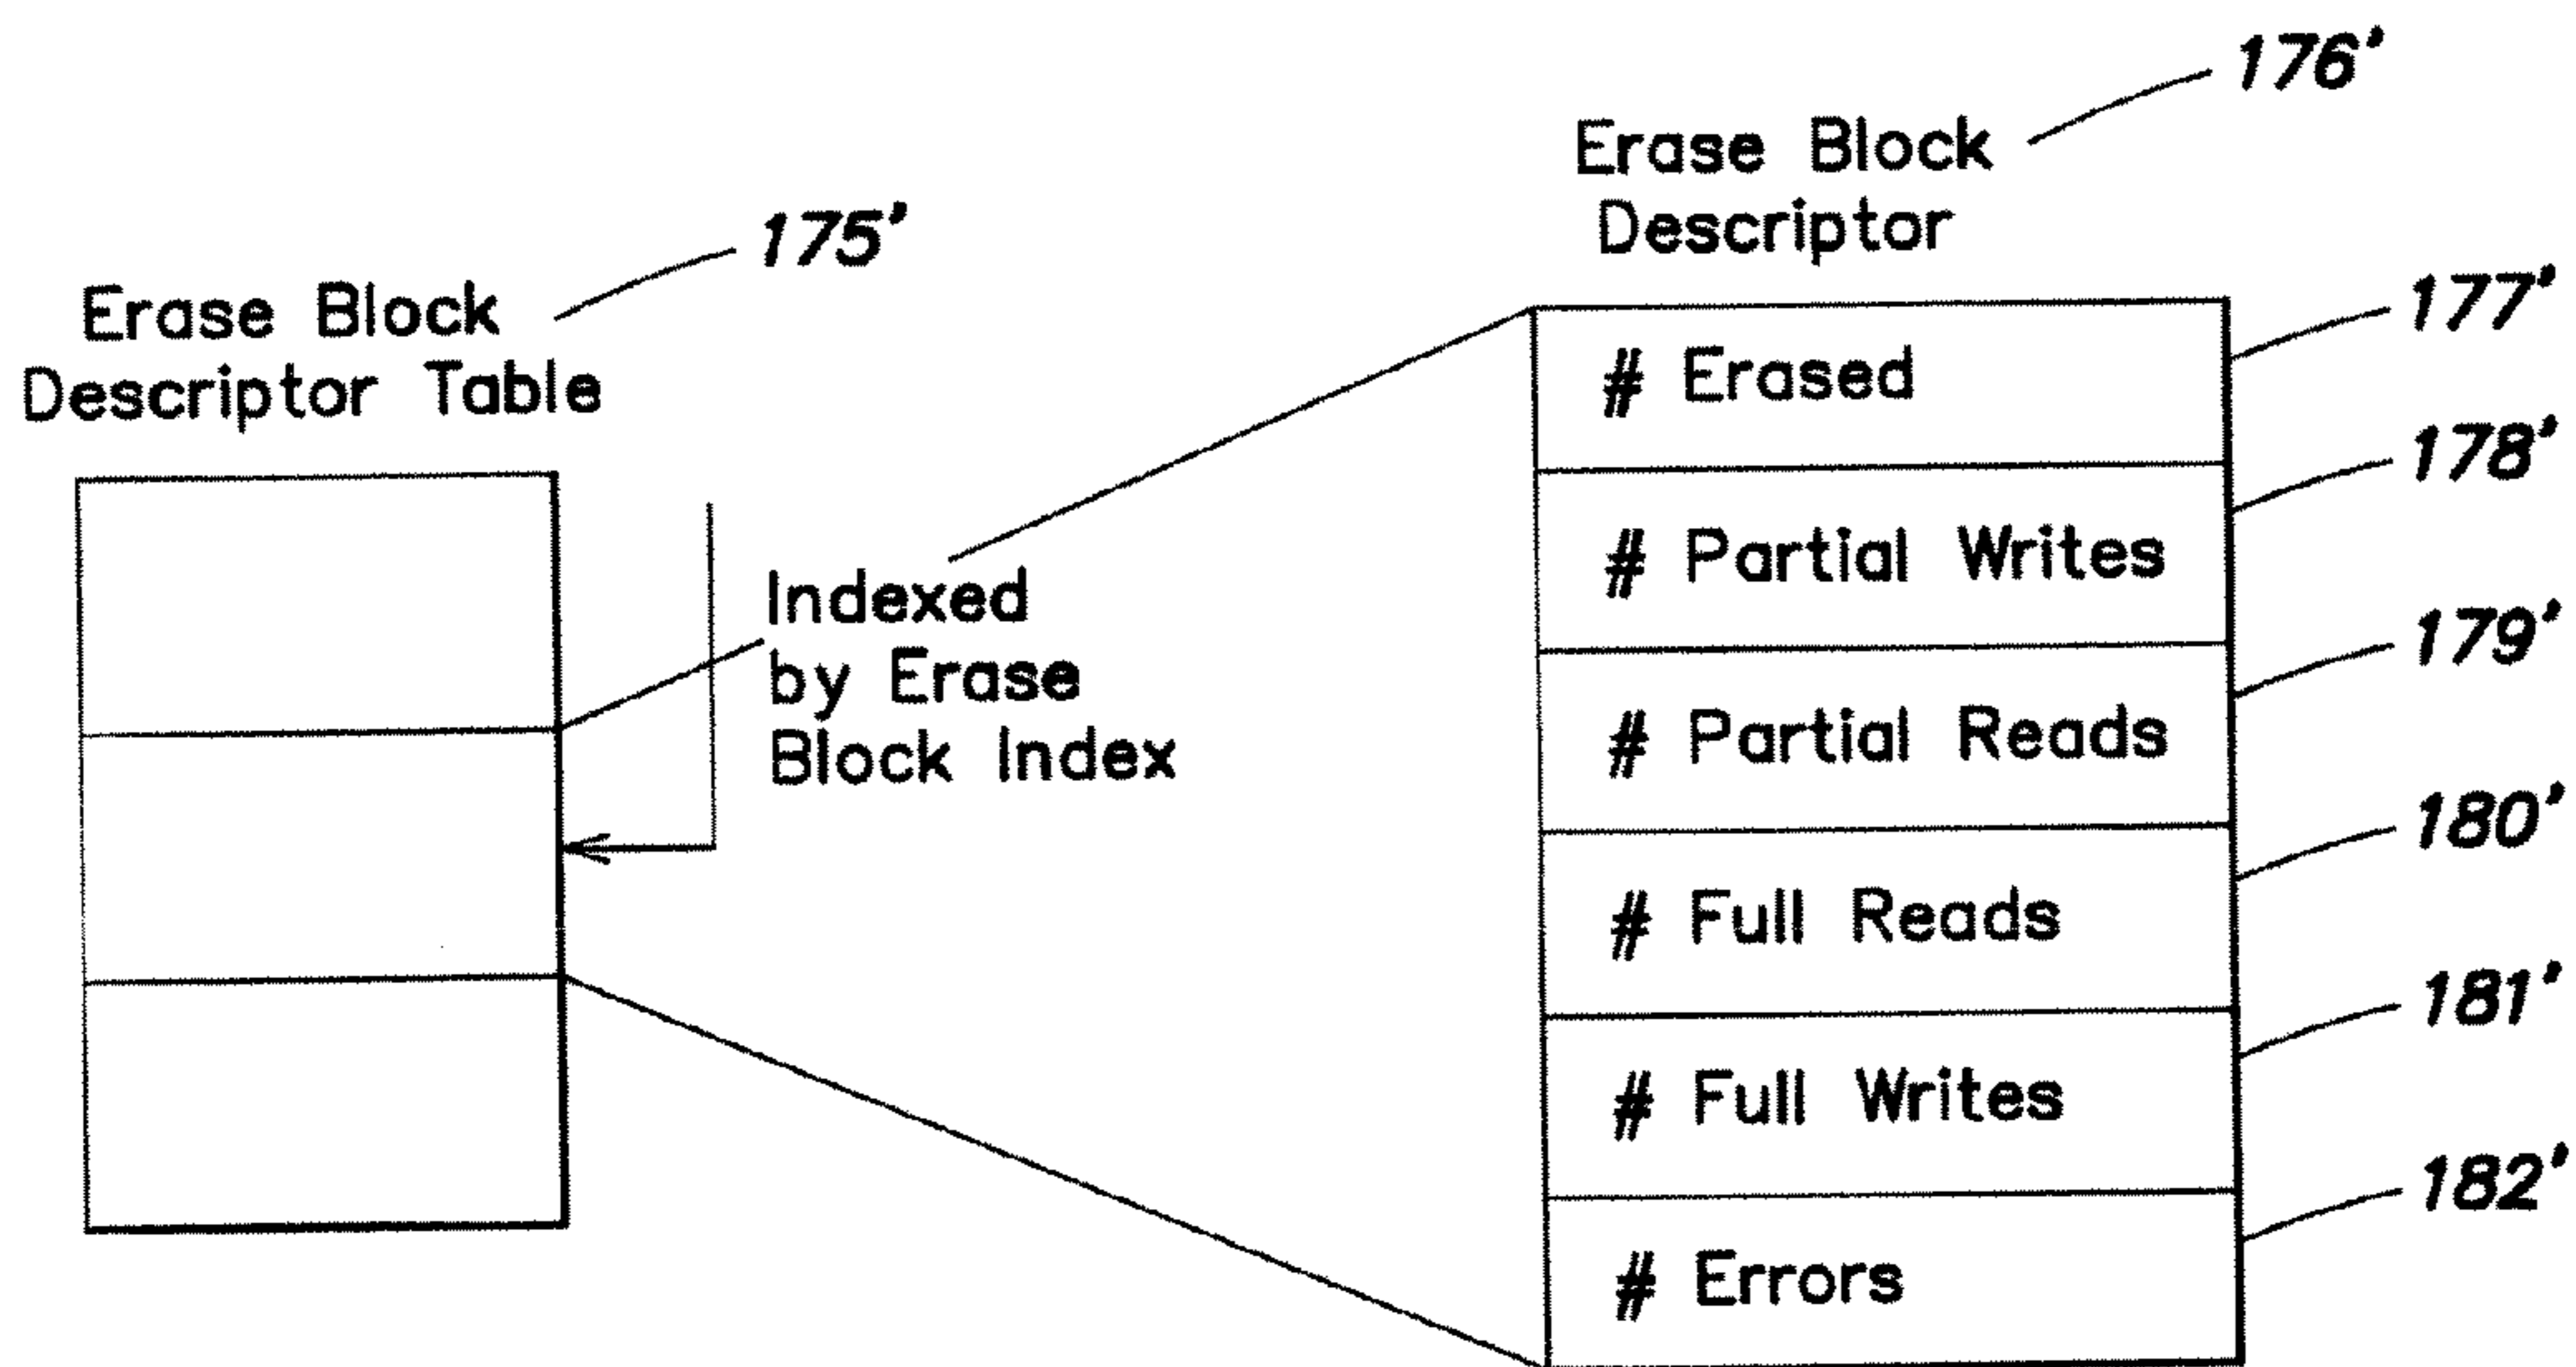 176'
Erase Block
Descriptor
175'
Erase Block
Descriptor Table
177'
# Erased
178'
# Partial Writes
Indexed
by Erase
Block Index
179'
# Partial Reads
180'
# Full Reads
181'
# Full Writes
182'
# Errors